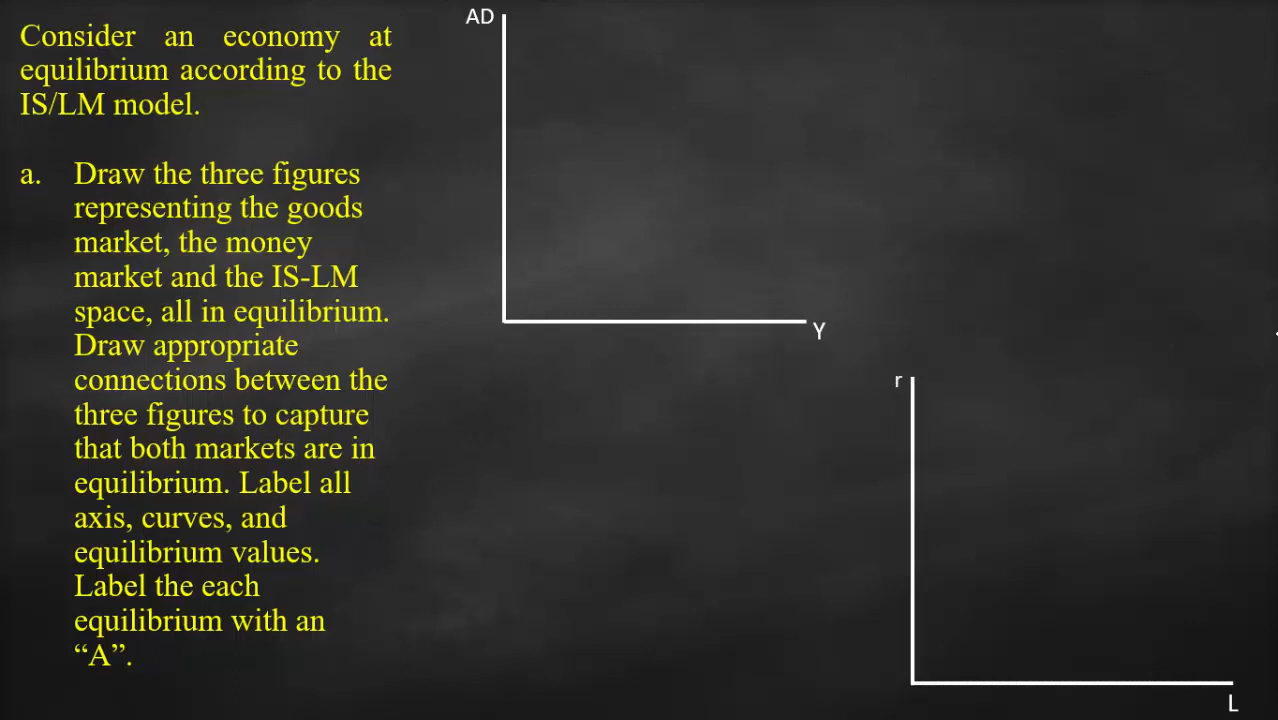 Consider an economy at
equilibrium according to the
IS/LM model.
a. Draw the three figures
representing the goods
market, the money
market and the IS-LM
space, all in equilibrium.
Draw appropriate
connections between the
three figures to capture
that both markets are in
equilibrium. Label all
axis, curves, and
equilibrium values.
Label the each
equilibrium with an
“A”.
AD
Y
r
L